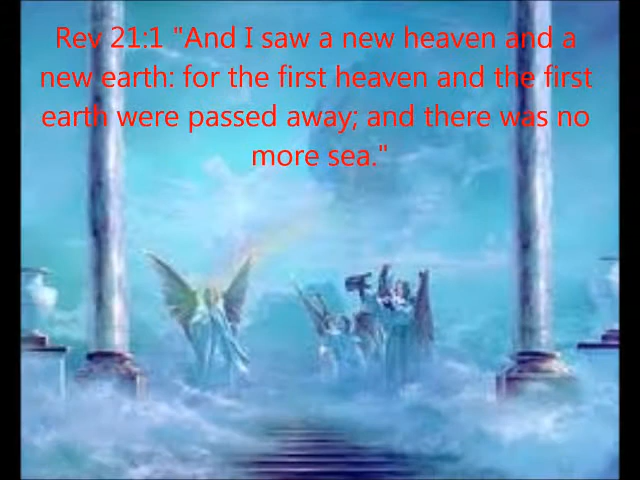 Rev 21:1 "And I saw a new heaven and a
new earth: for the first heaven and the first
earth were passed away; and there was no
more sea."